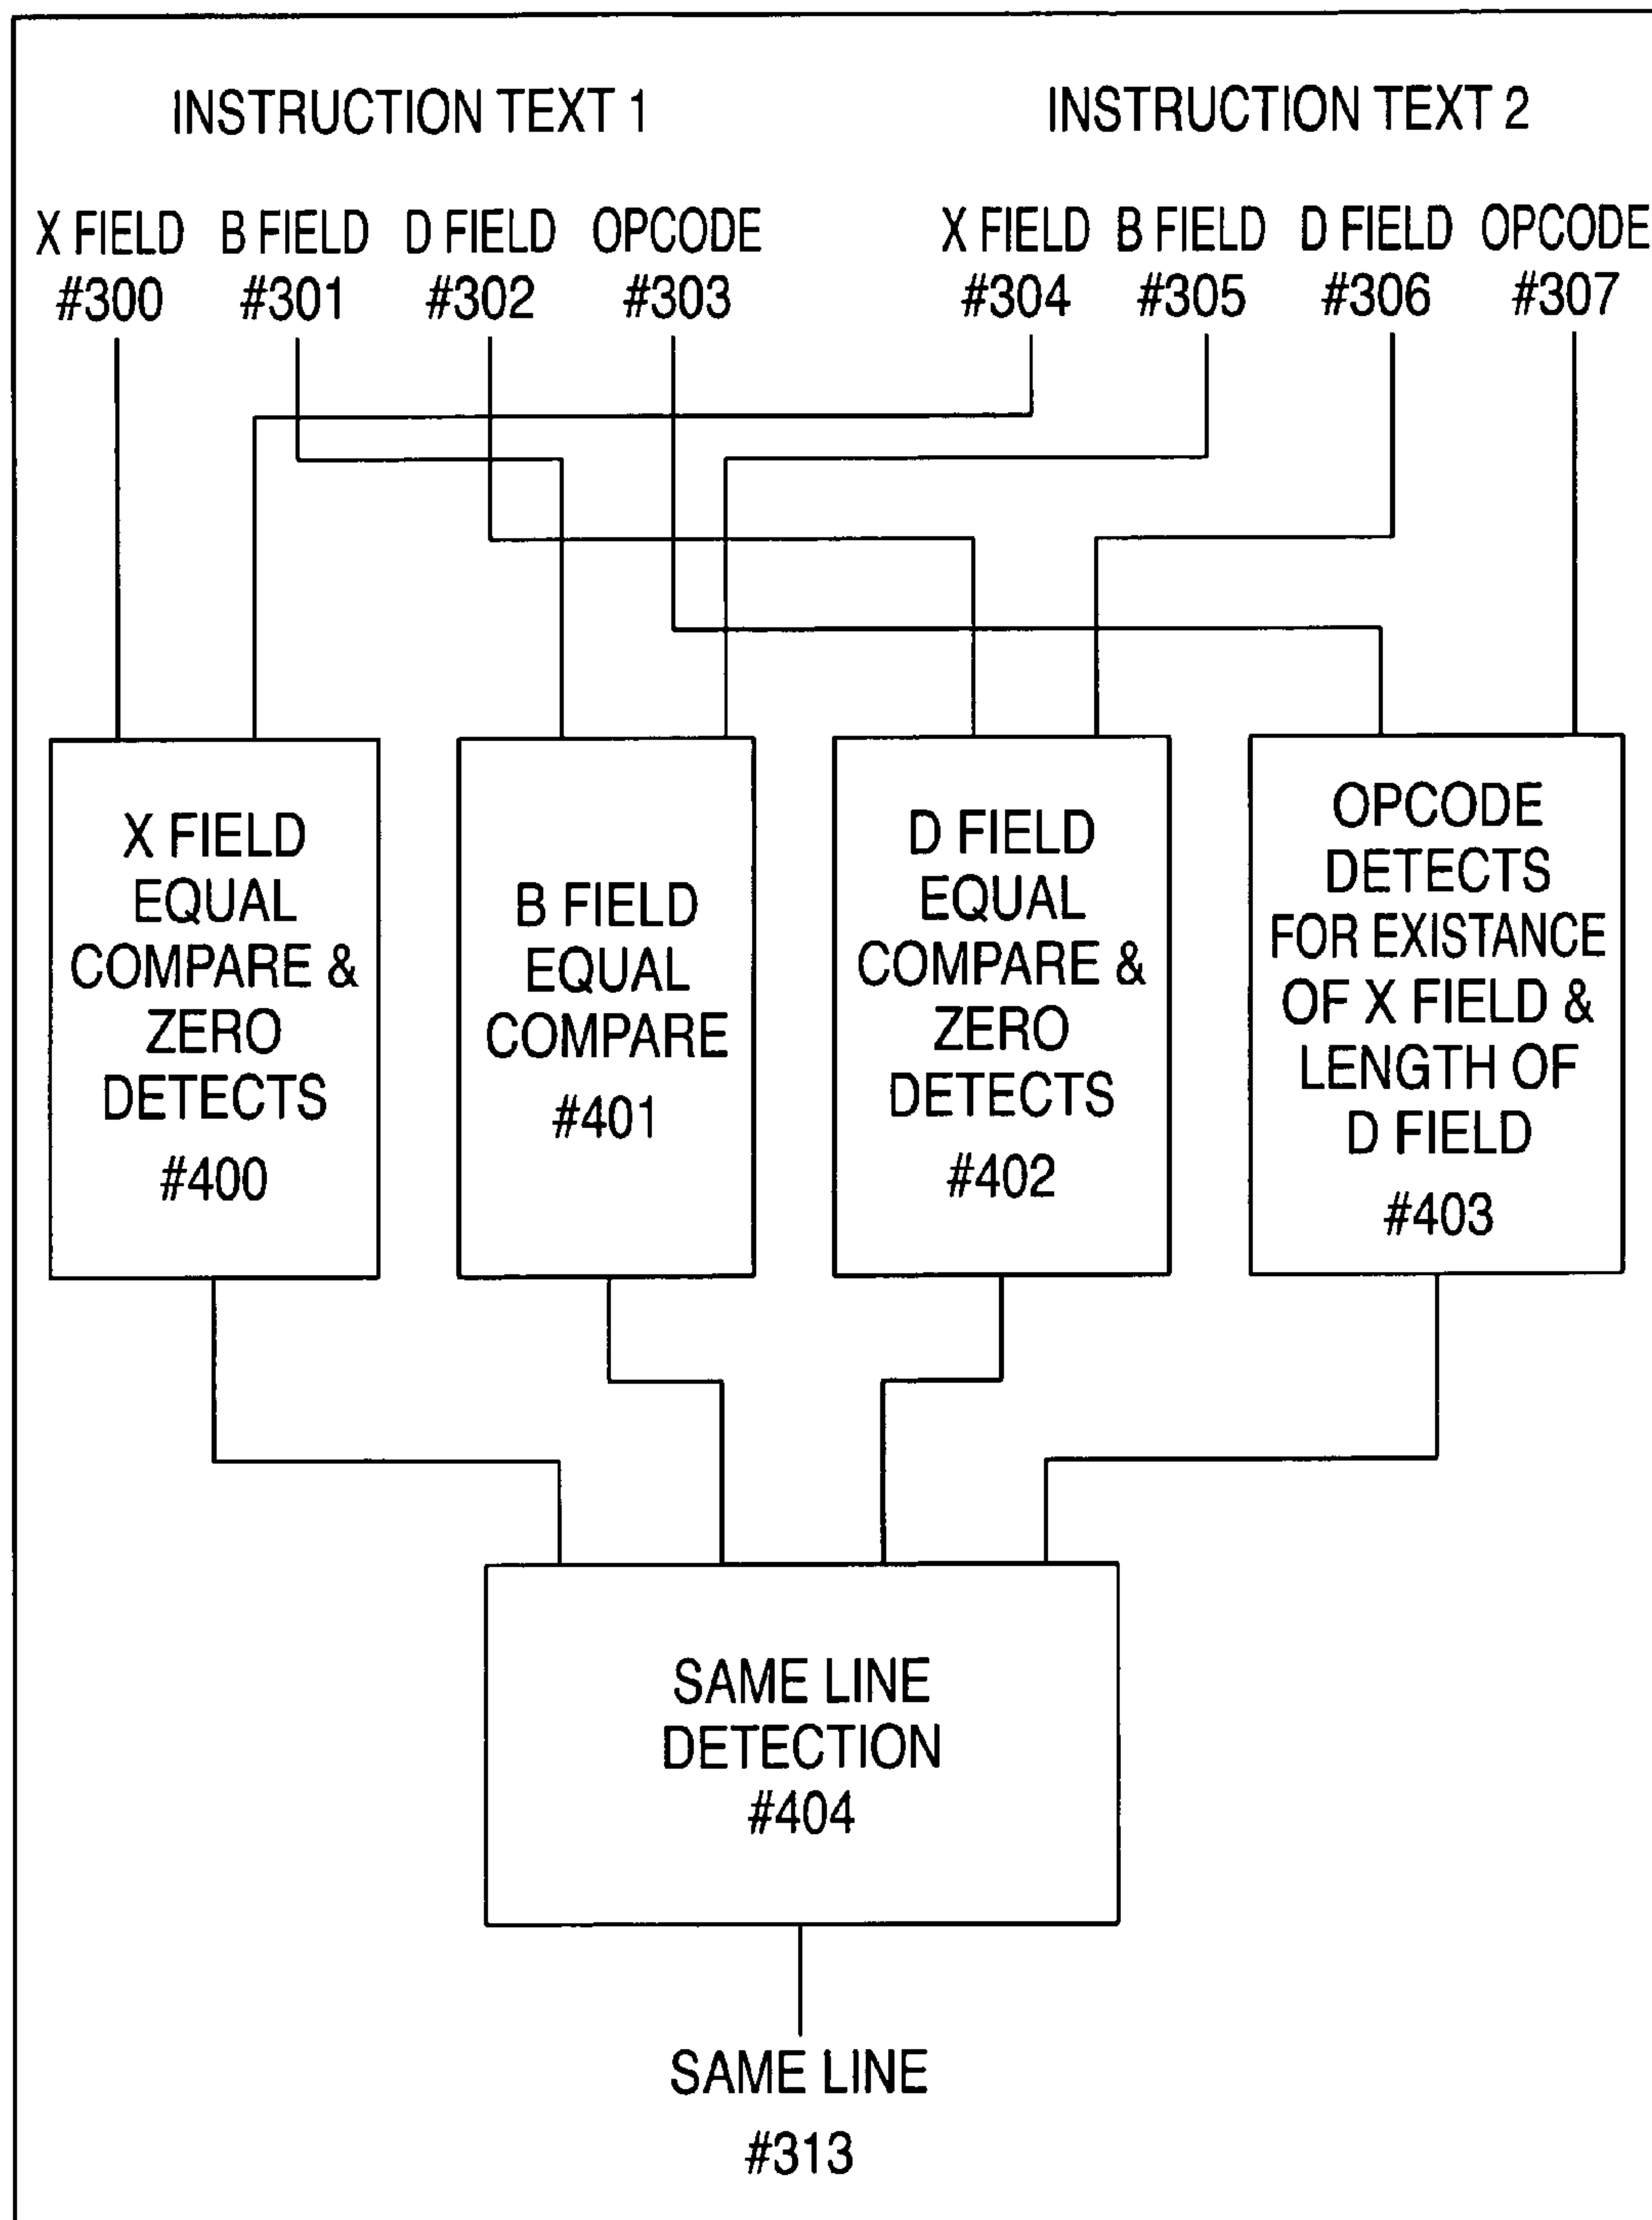 INSTRUCTION TEXT 1
INSTRUCTION TEXT 2
X FIELD B FIELD D FIELD OPCODE
#300 #301 #302 #303
X FIELD B FIELD D FIELD OPCODE
#304 #305 #306 #307
X FIELD
EQUAL
COMPARE &
ZERO
DETECTS
#400
B FIELD
EQUAL
COMPARE
#401
D FIELD
EQUAL
COMPARE &
ZERO
DETECTS
#402
OPCODE
DETECTS
FOR EXISTANCE
OF X FIELD &
LENGTH OF
D FIELD
#403
SAME LINE
DETECTION
#404
SAME LINE
#313